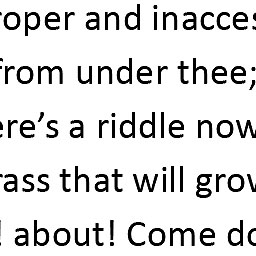 roper and inacces
from under thee;
ere’s a riddle now
rass that will grow
! about! Come do